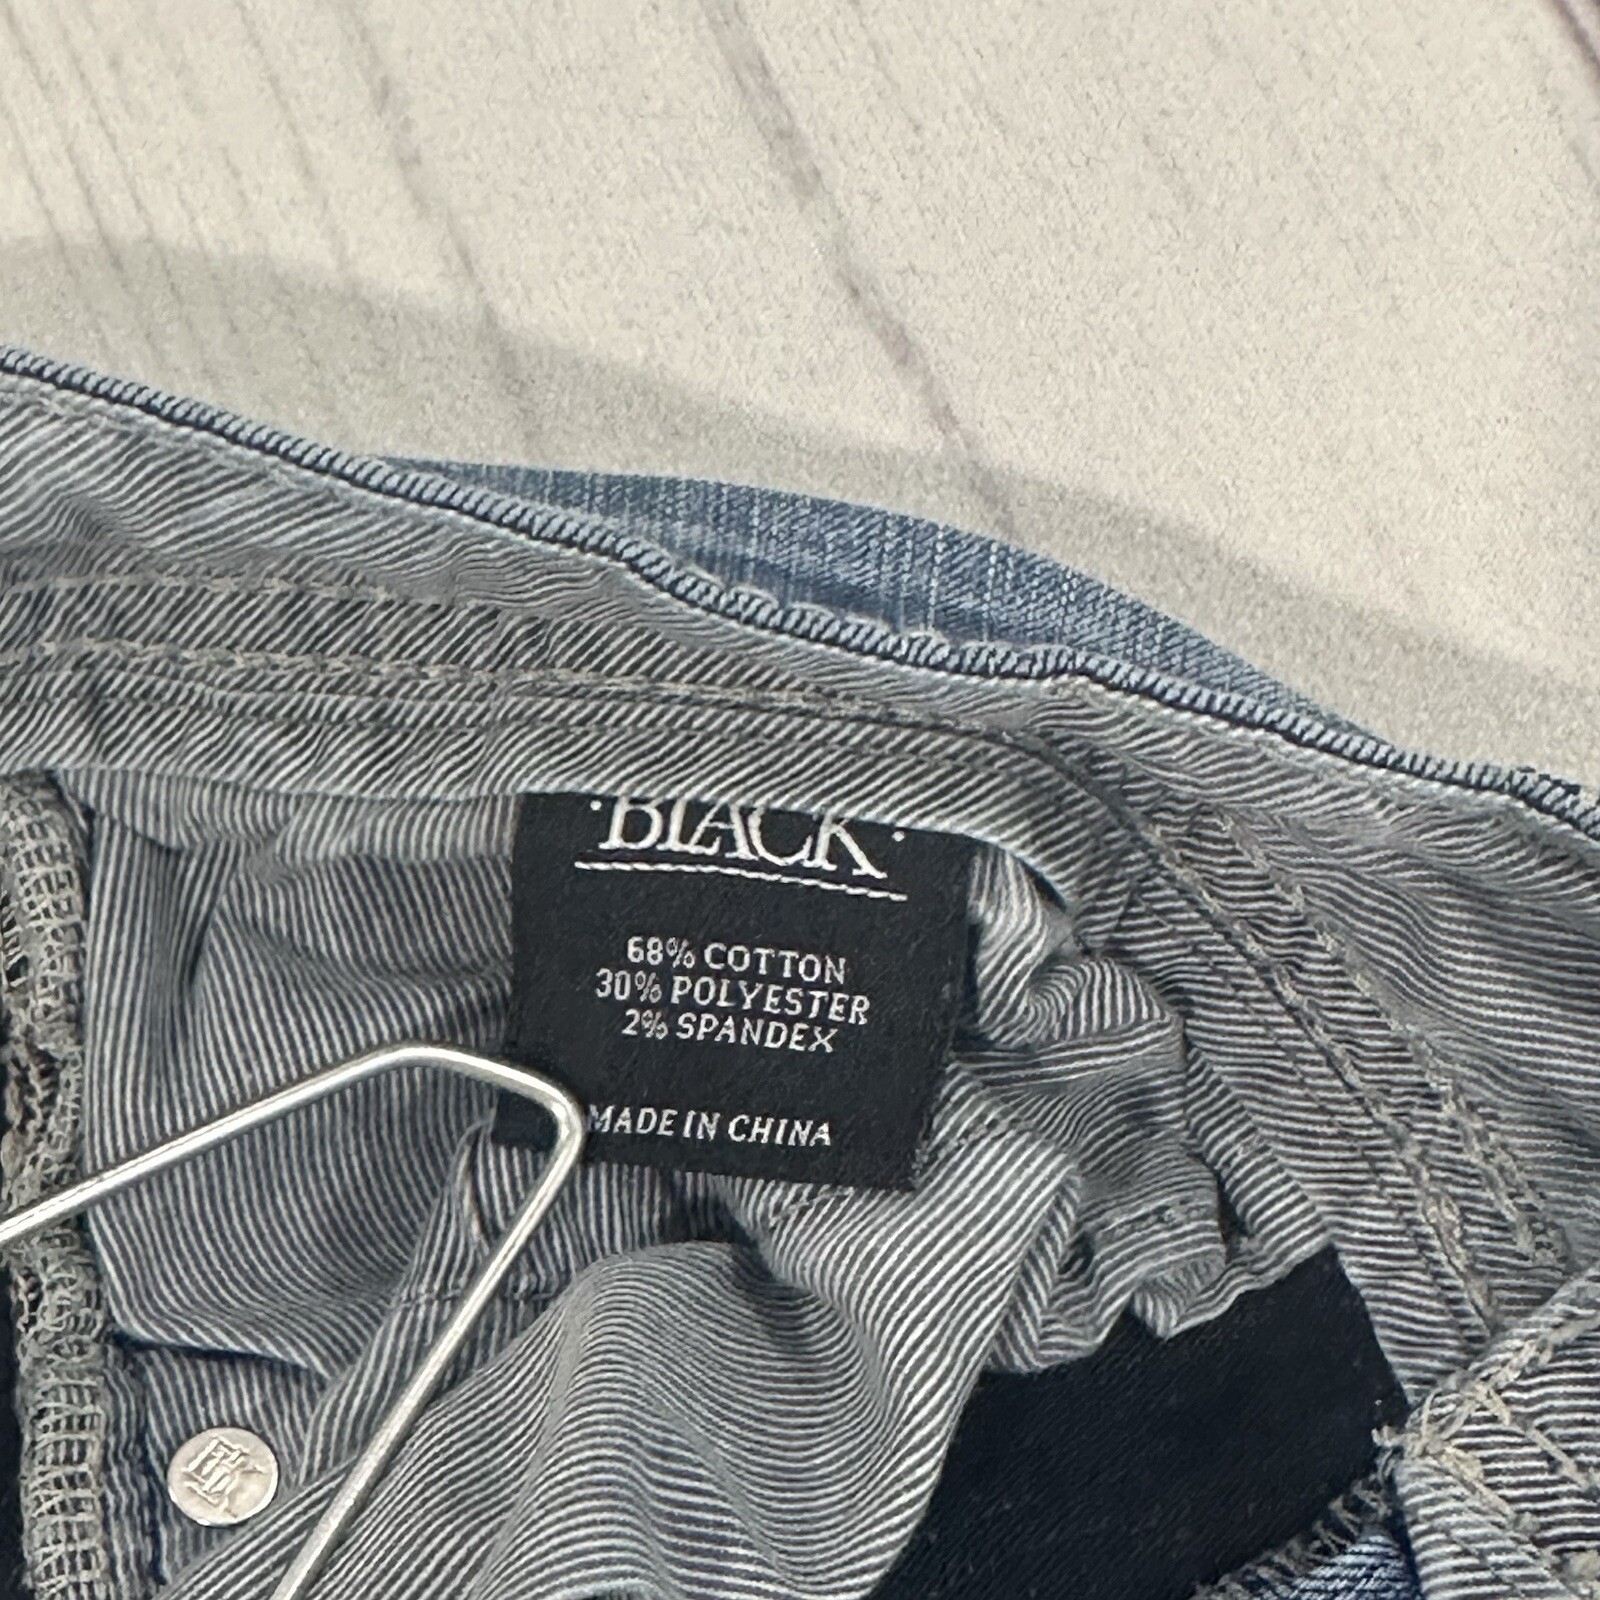 ·BLACK·
68% COTTON
30% POLYESTER
2% SPANDEX
MADE IN CHINA